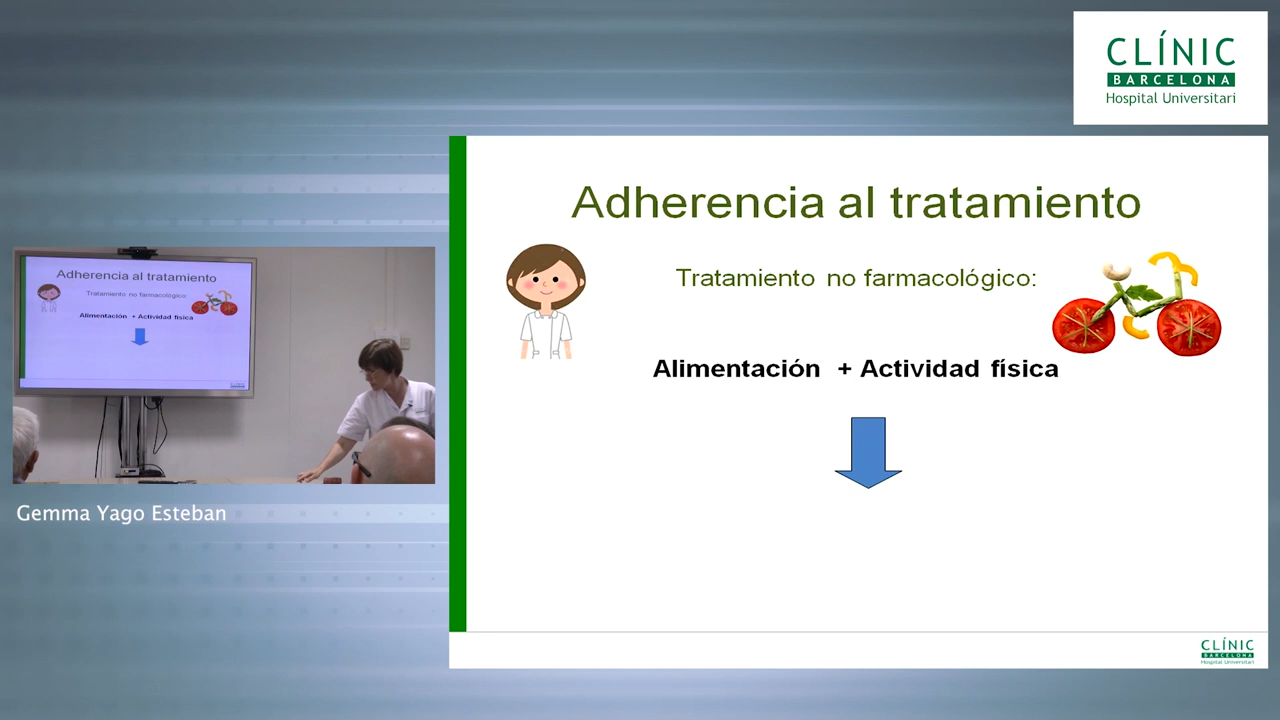 CLÍNIC
BARCELONA
Hospital Universitari
Adherencia al tratamiento
Tratamiento no farmacológico:
Alimentación + Actividad física
Adherencia al tratamiento
Tratamiento no farmacológico:
Alimentación + Actividad física
Gemma Yago Esteban
CLÍNIC
BARCELONA
Hospital Universitari